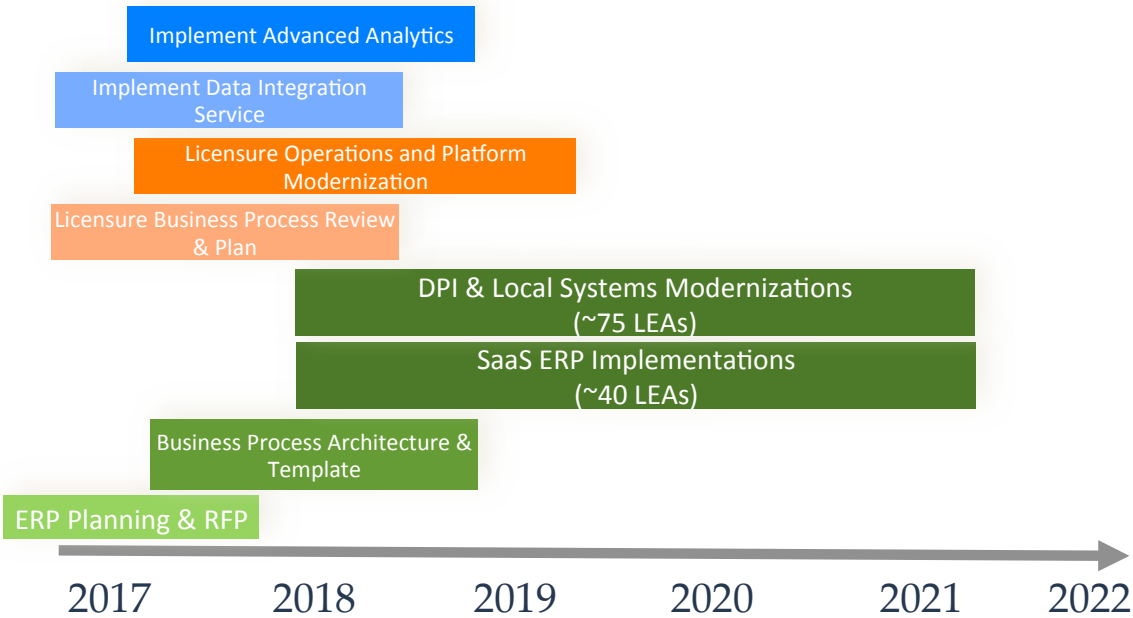 Implement Advanced Analytics
Implement Data Integration
Service
Licensure Operations and Platform
Modernization
Licensure Business Process Review
& Plan
DPI & Local Systems Modernizations
(~75 LEAs)
SaaS ERP Implementations
(~40 LEAs)
Business Process Architecture &
Template
ERP Planning & RFP
2017 2018 2019 2020 2021 2022